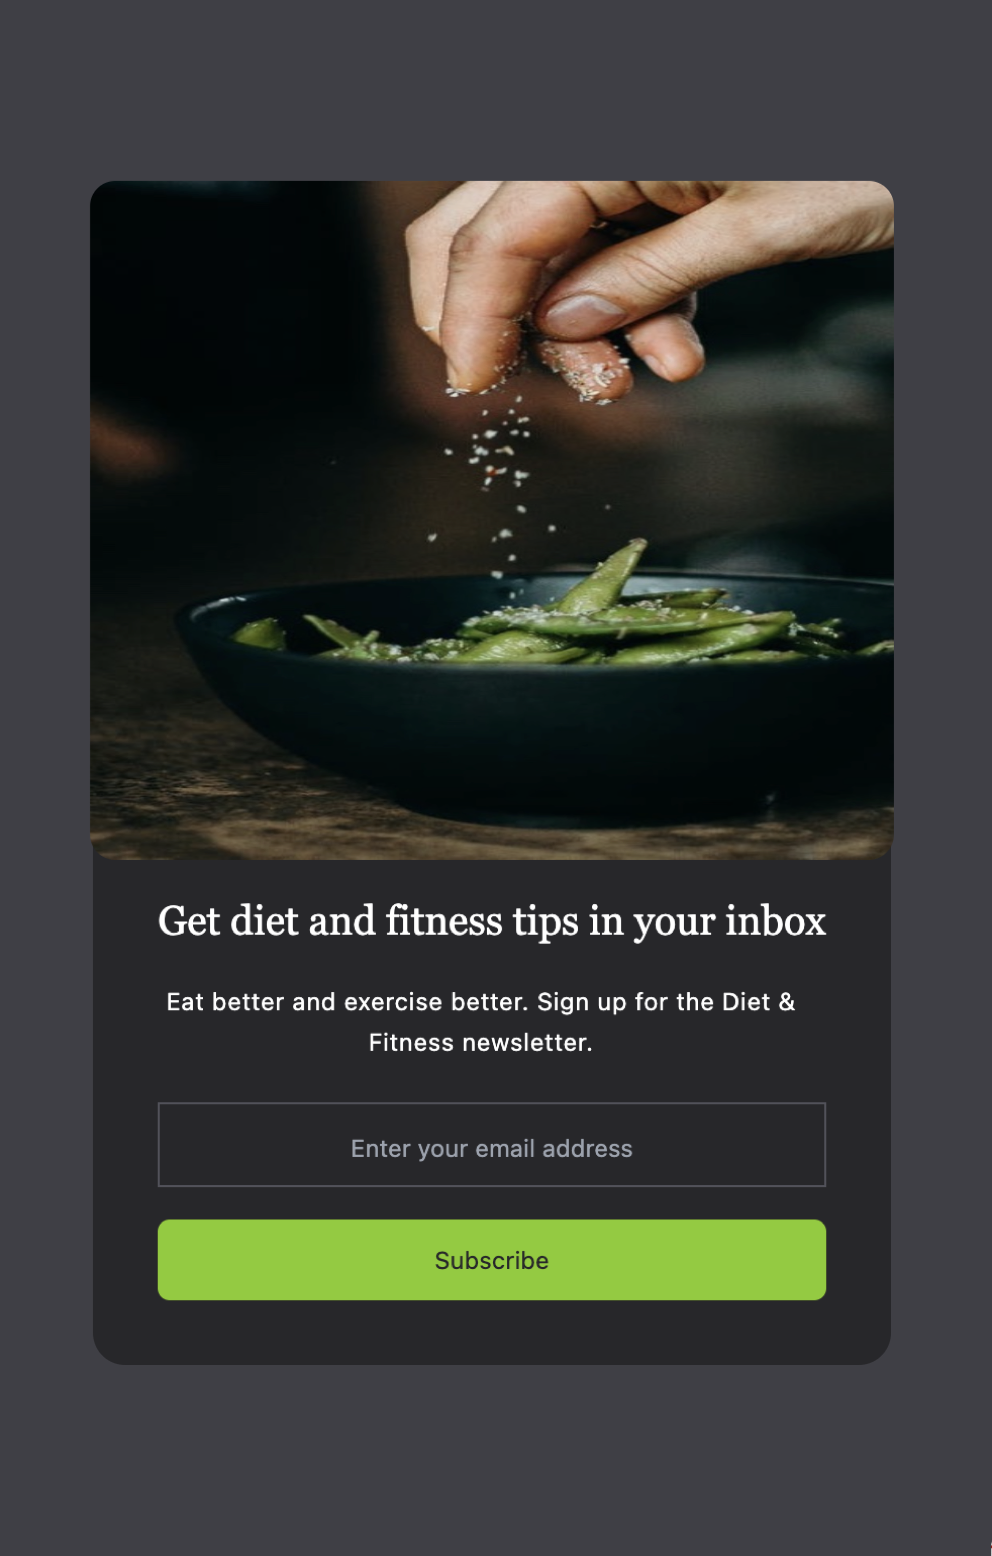 Get diet and fitness tips in your inbox
Eat better and exercise better. Sign up for the Diet &
Fitness newsletter.
Enter your email address
Subscribe